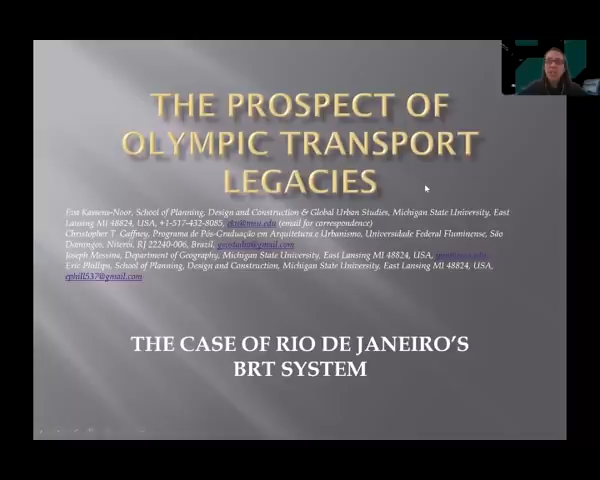 THE PROSPECT OF
OLYMPIC TRANSPORT
LEGACIES
Eva Kassens-Noor, School of Planning, Design and Construction & Global Urban Studies, Michigan State University, East
Lansing MI 48824, USA, +1-517-432-8085, (email for correspondence)
Christopher T. Gaffney, Programa de Pós-Graduação em Arquitetura e Urbanismo, Universidade Federal Fluminense, São
Domingos, Niteroi, RJ 22240-006, Brazil,
Joseph Messina, Department of Geography, Michigan State University, East Lansing MI 48824, USA,
Eric Phillips, School of Planning, Design and Construction, Michigan State University, East Lansing MI 48824, USA,
ephill537@gmail.com
THE CASE OF RIO DE JANEIRO'S
BRT SYSTEM